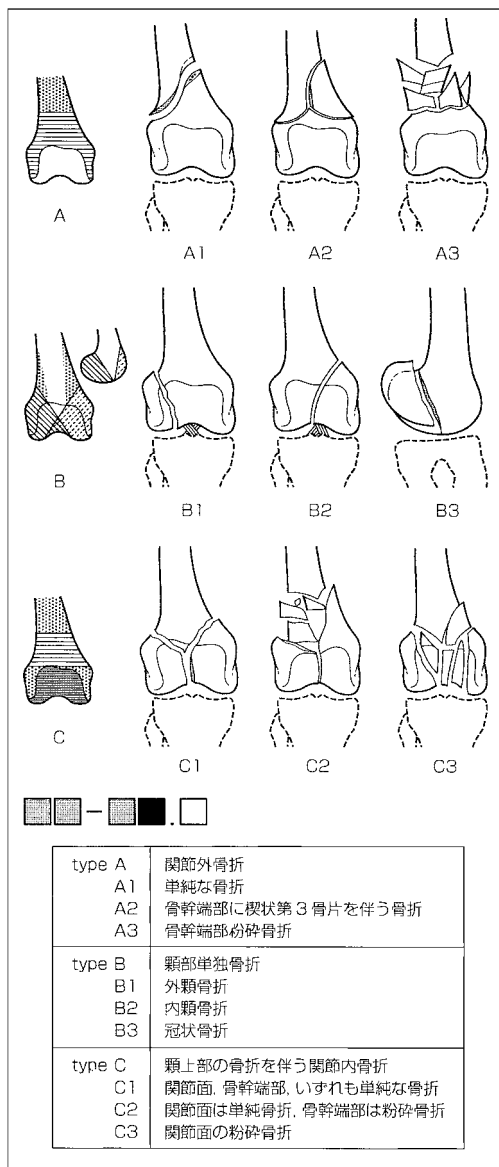 A
A1
A2
A3
B
B1
B2
B3
C
C1
C2
C3
type A 関節外骨折
A1 単純な骨折
A2 骨幹端部に楔状第3骨片を伴う骨折
A3 骨幹端部粉砕骨折
type B 顆部単独骨折
B1 外顆骨折
B2 内顆骨折
B3 冠状骨折
type C 顆上部の骨折を伴う関節内骨折
C1 関節面，骨幹端部，いずれも単純な骨折
C2 関節面は単純骨折，骨幹端部は粉砕骨折
C3 関節面の粉砕骨折